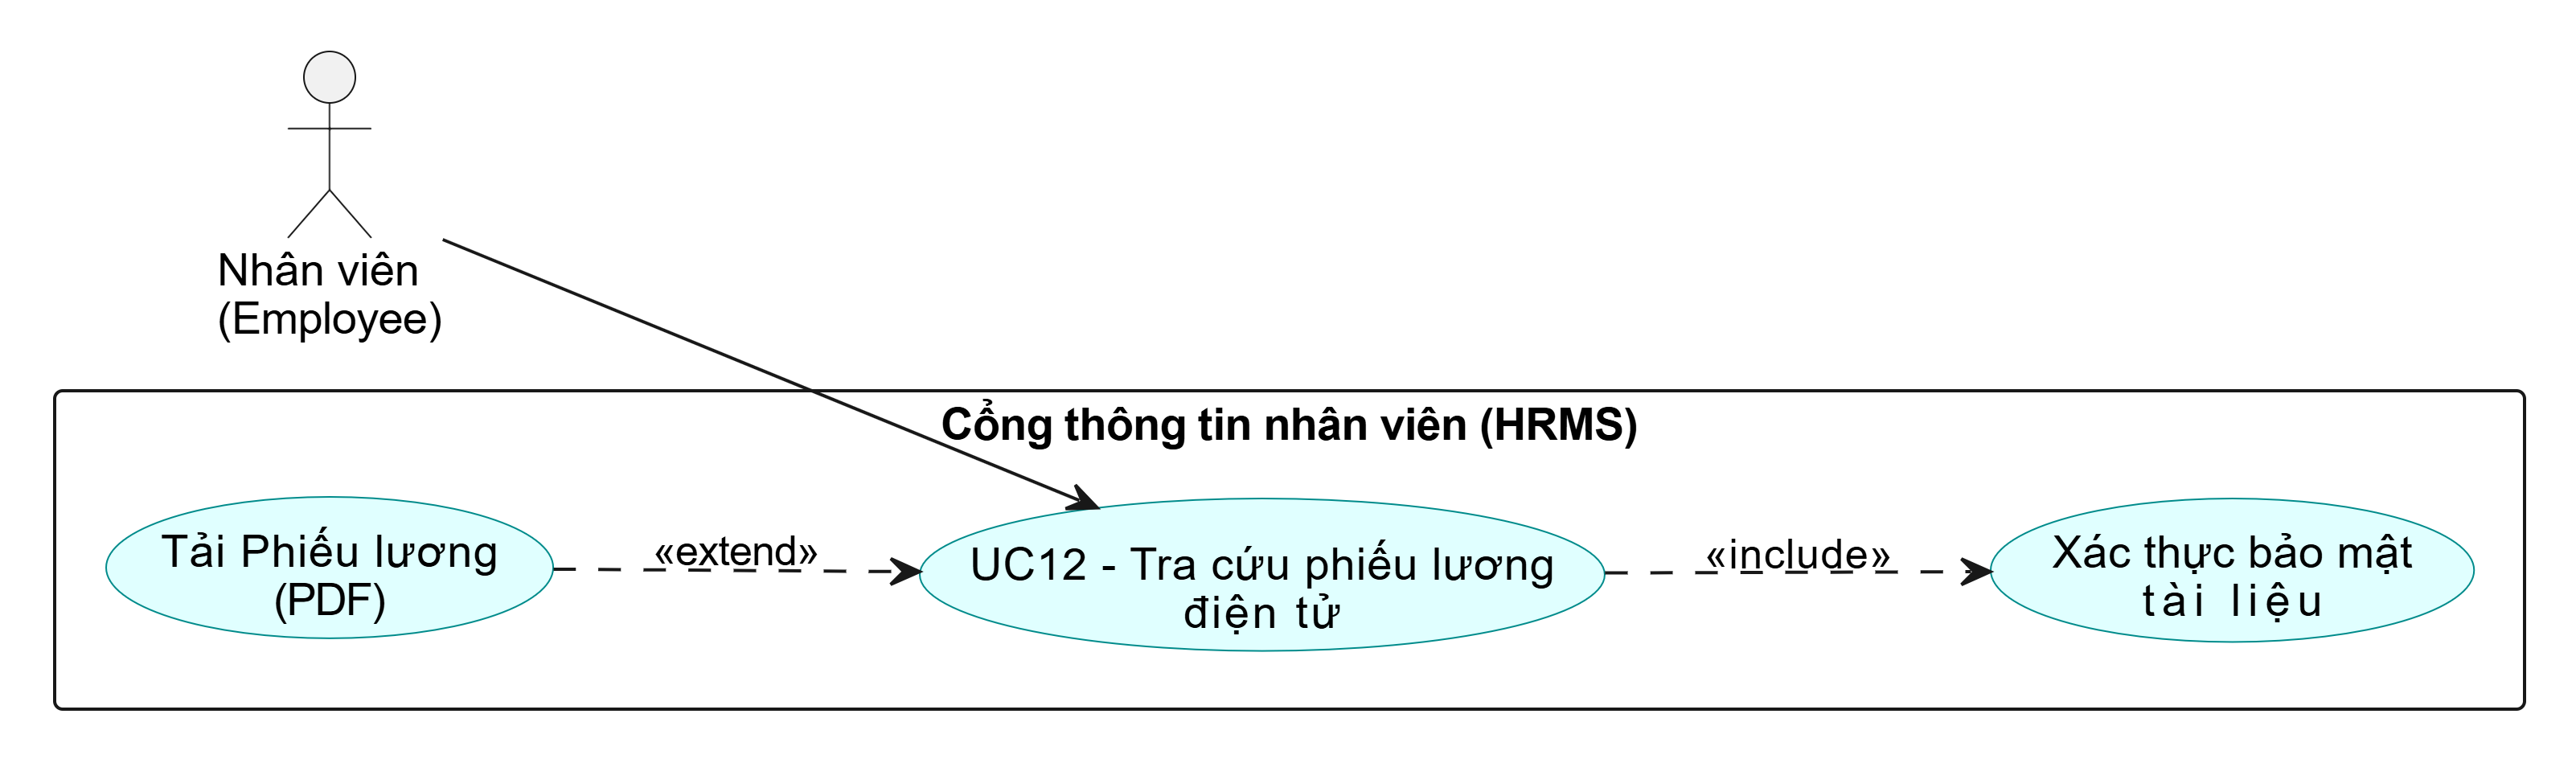 Nhân viên
(Employee)
Cổng thông tin nhân viên (HRMS)
Tải Phiếu lương
(PDF)
«extend»
UC12 - Tra cứu phiếu lương
điện tử
«include»
Xác thực bảo mật
tài liệu